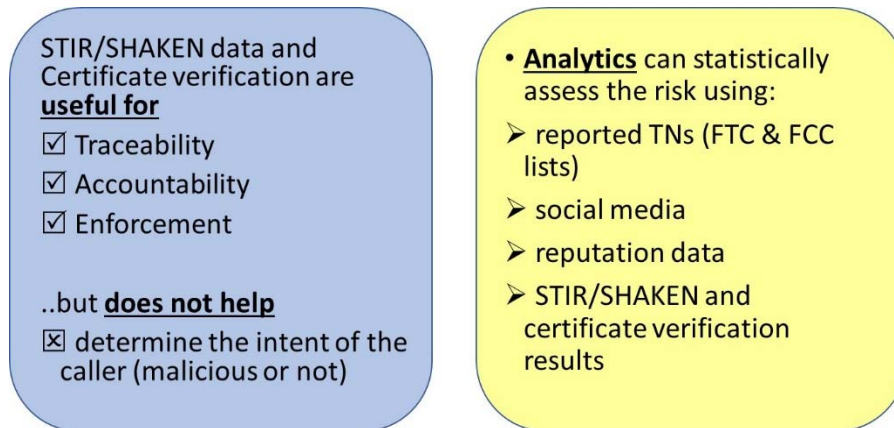 STIR/SHAKEN data and
Certificate verification are
useful for
☑ Traceability
☑ Accountability
☑ Enforcement
..but does not help
☒ determine the intent of the
caller (malicious or not)
• Analytics can statistically
assess the risk using:
➢ reported TNs (FTC & FCC
lists)
➢ social media
➢ reputation data
➢ STIR/SHAKEN and
certificate verification
results